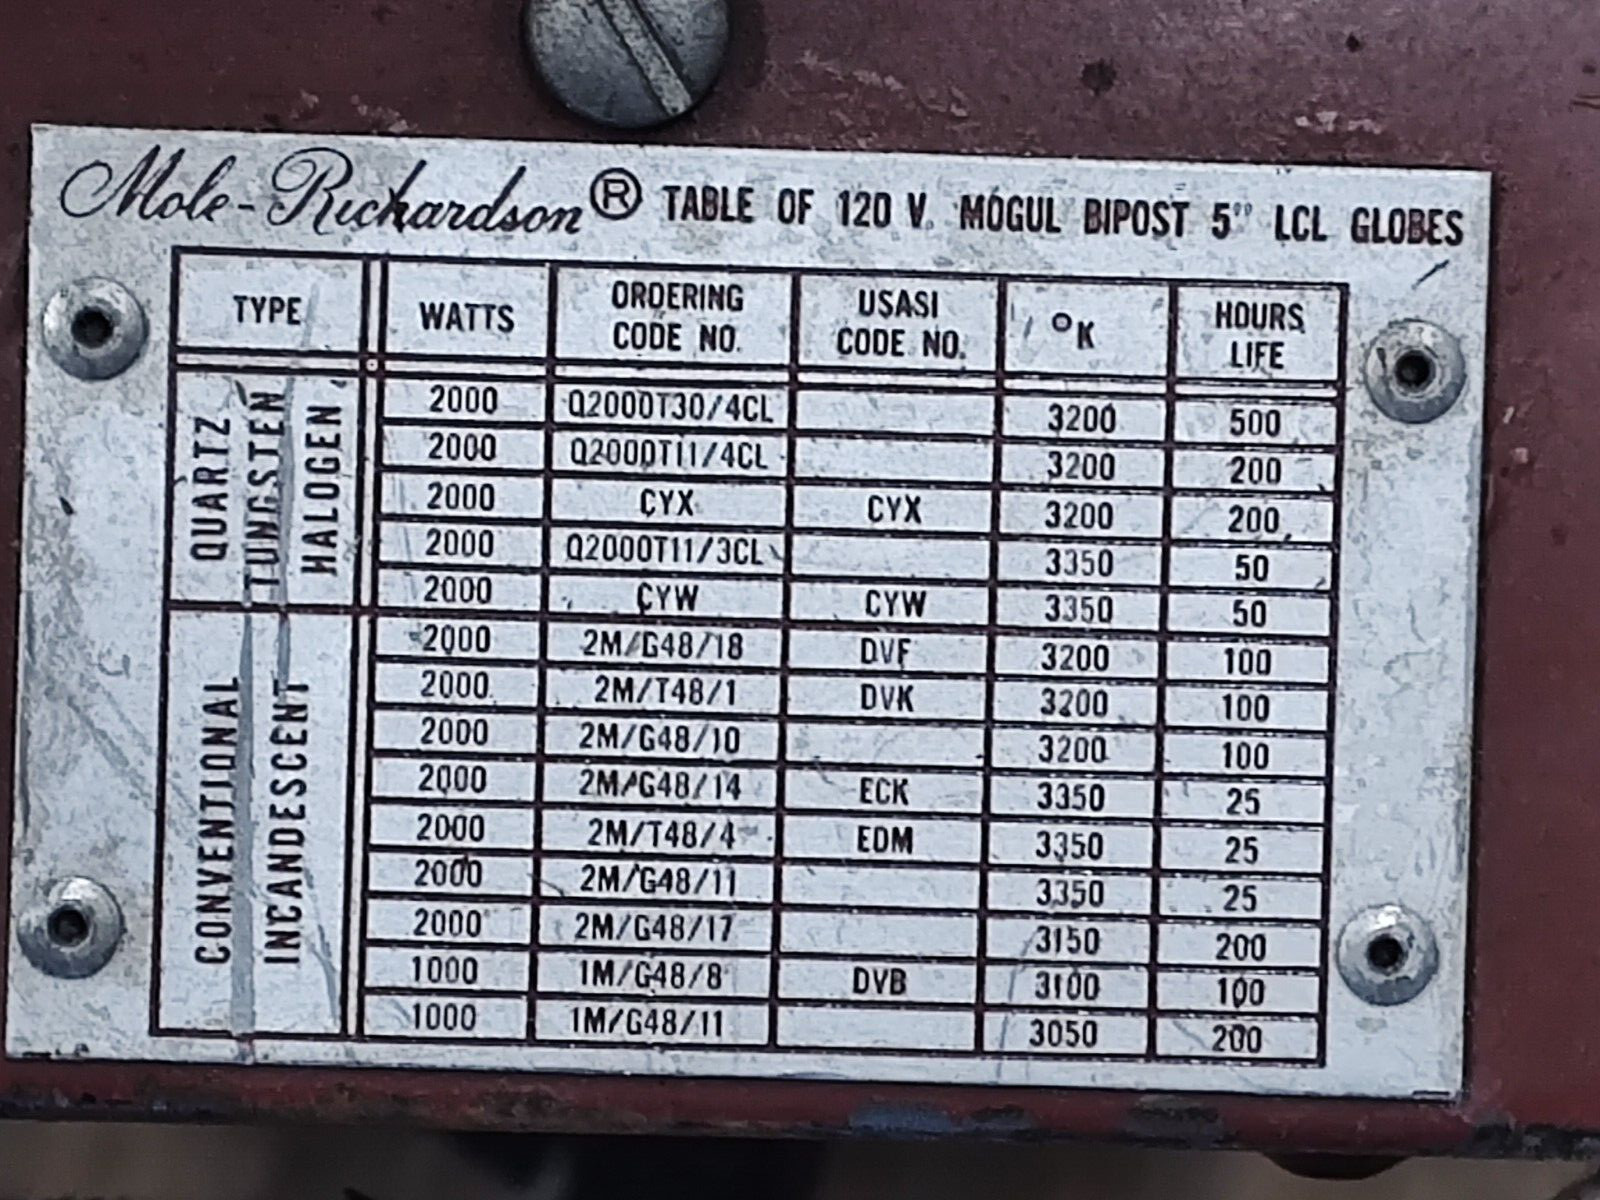 Mole-Richardson® TABLE OF 120 V. MOGUL BIPOST 5" LCL GLOBES
TYPE WATTS ORDERING CODE NO. USASI CODE NO. °K HOURS LIFE
QUARTZ TUNGSTEN HALOGEN
2000 Q2000T30/4CL 3200 500
2000 Q2000T11/4CL 3200 200
2000 CYX CYX 3200 200
2000 Q2000T11/3CL 3350 50
2000 CYW CYW 3350 50
CONVENTIONAL INCANDESCENT
2000 2M/G48/18 DVF 3200 100
2000 2M/T48/1 DVK 3200 100
2000 2M/G48/10 3200 100
2000 2M/G48/14 ECK 3350 25
2000 2M/T48/4 EDM 3350 25
2000 2M/G48/11 3350 25
2000 2M/G48/17 3150 200
1000 1M/G48/8 DVB 3100 100
1000 1M/G48/11 3050 200